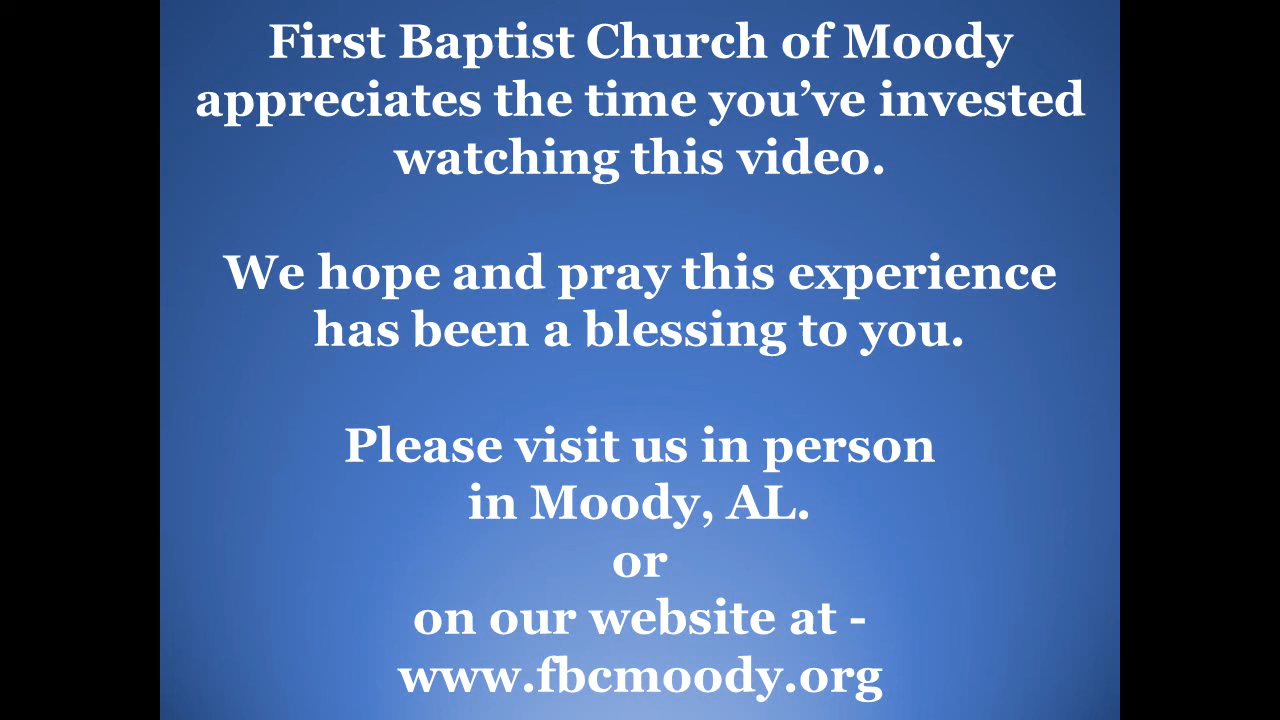 First Baptist Church of Moody
appreciates the time you’ve invested
watching this video.
We hope and pray this experience
has been a blessing to you.
Please visit us in person
in Moody, AL.
or
on our website at -
www.fbcmoody.org